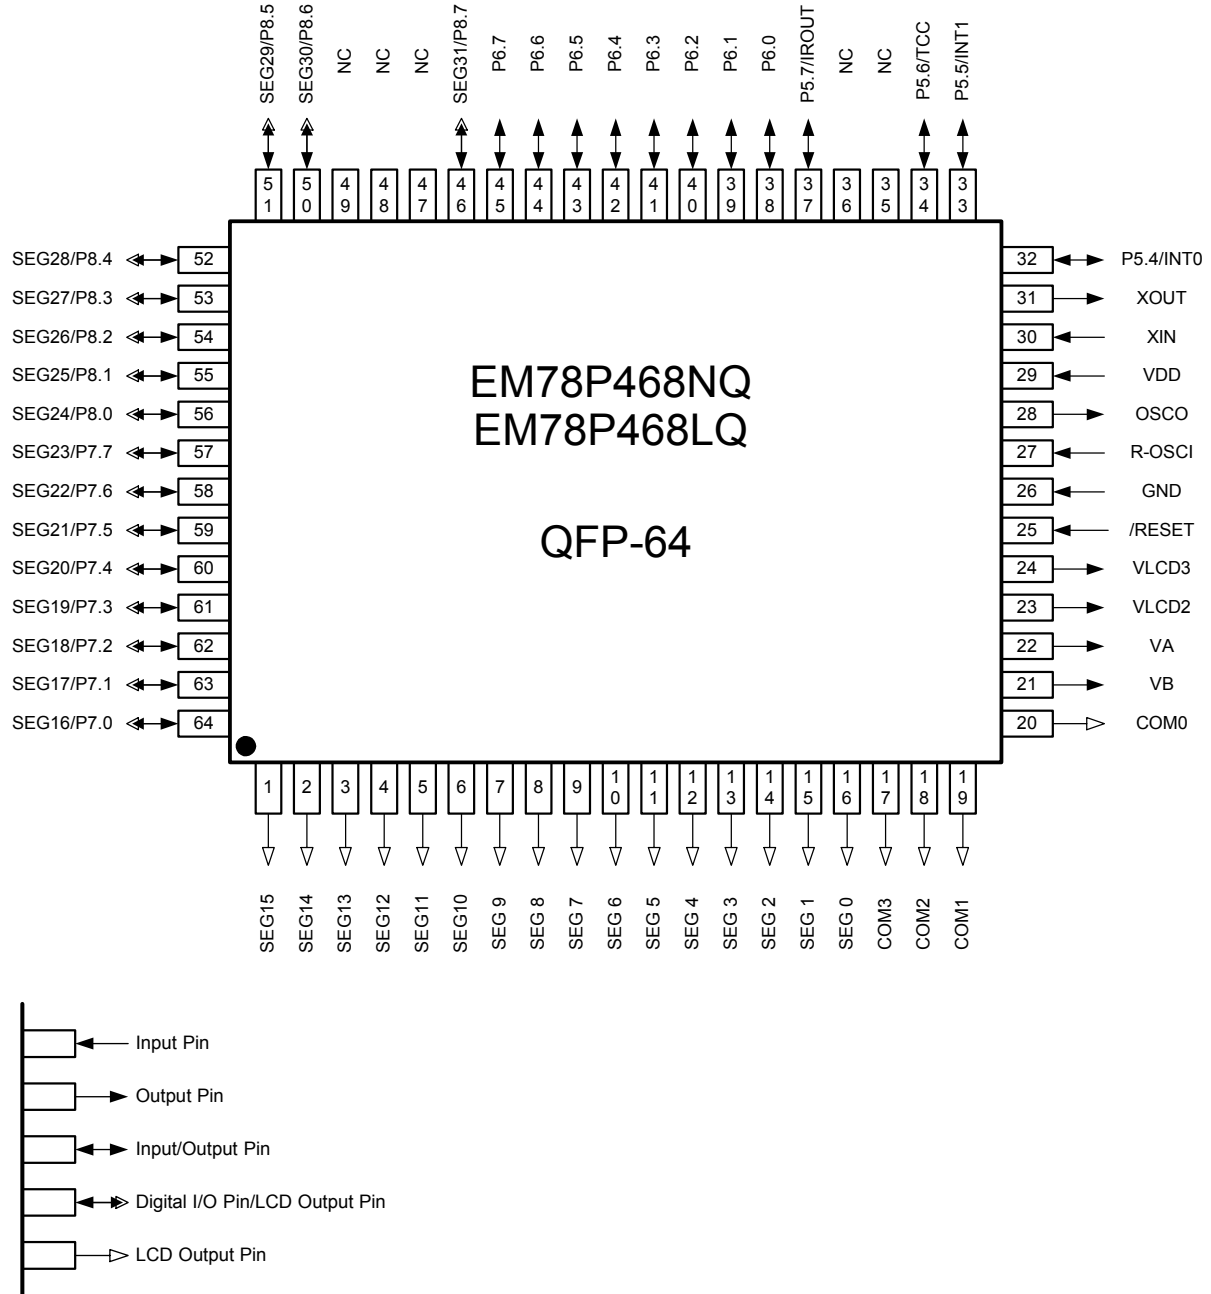 SEG29/P8.5
SEG30/P8.6
NC
NC
NC
SEG31/P8.7
P6.7
P6.6
P6.5
P6.4
P6.3
P6.2
P6.1
P6.0
P5.7/IROUT
NC
NC
P5.6/TCC
P5.5/INT1
51
50
49
48
47
46
45
44
43
42
41
40
39
38
37
36
35
34
33
SEG28/P8.4 52
SEG27/P8.3 53
SEG26/P8.2 54
SEG25/P8.1 55
SEG24/P8.0 56
SEG23/P7.7 57
SEG22/P7.6 58
SEG21/P7.5 59
SEG20/P7.4 60
SEG19/P7.3 61
SEG18/P7.2 62
SEG17/P7.1 63
SEG16/P7.0 64
EM78P468NQ
EM78P468LQ
QFP-64
32 P5.4/INT0
31 XOUT
30 XIN
29 VDD
28 OSCO
27 R-OSCI
26 GND
25 /RESET
24 VLCD3
23 VLCD2
22 VA
21 VB
20 COM0
1
2
3
4
5
6
7
8
9
10
11
12
13
14
15
16
17
18
19
SEG15
SEG14
SEG13
SEG12
SEG11
SEG10
SEG 9
SEG 8
SEG 7
SEG 6
SEG 5
SEG 4
SEG 3
SEG 2
SEG 1
SEG 0
COM3
COM2
COM1
Input Pin
Output Pin
Input/Output Pin
Digital I/O Pin/LCD Output Pin
LCD Output Pin